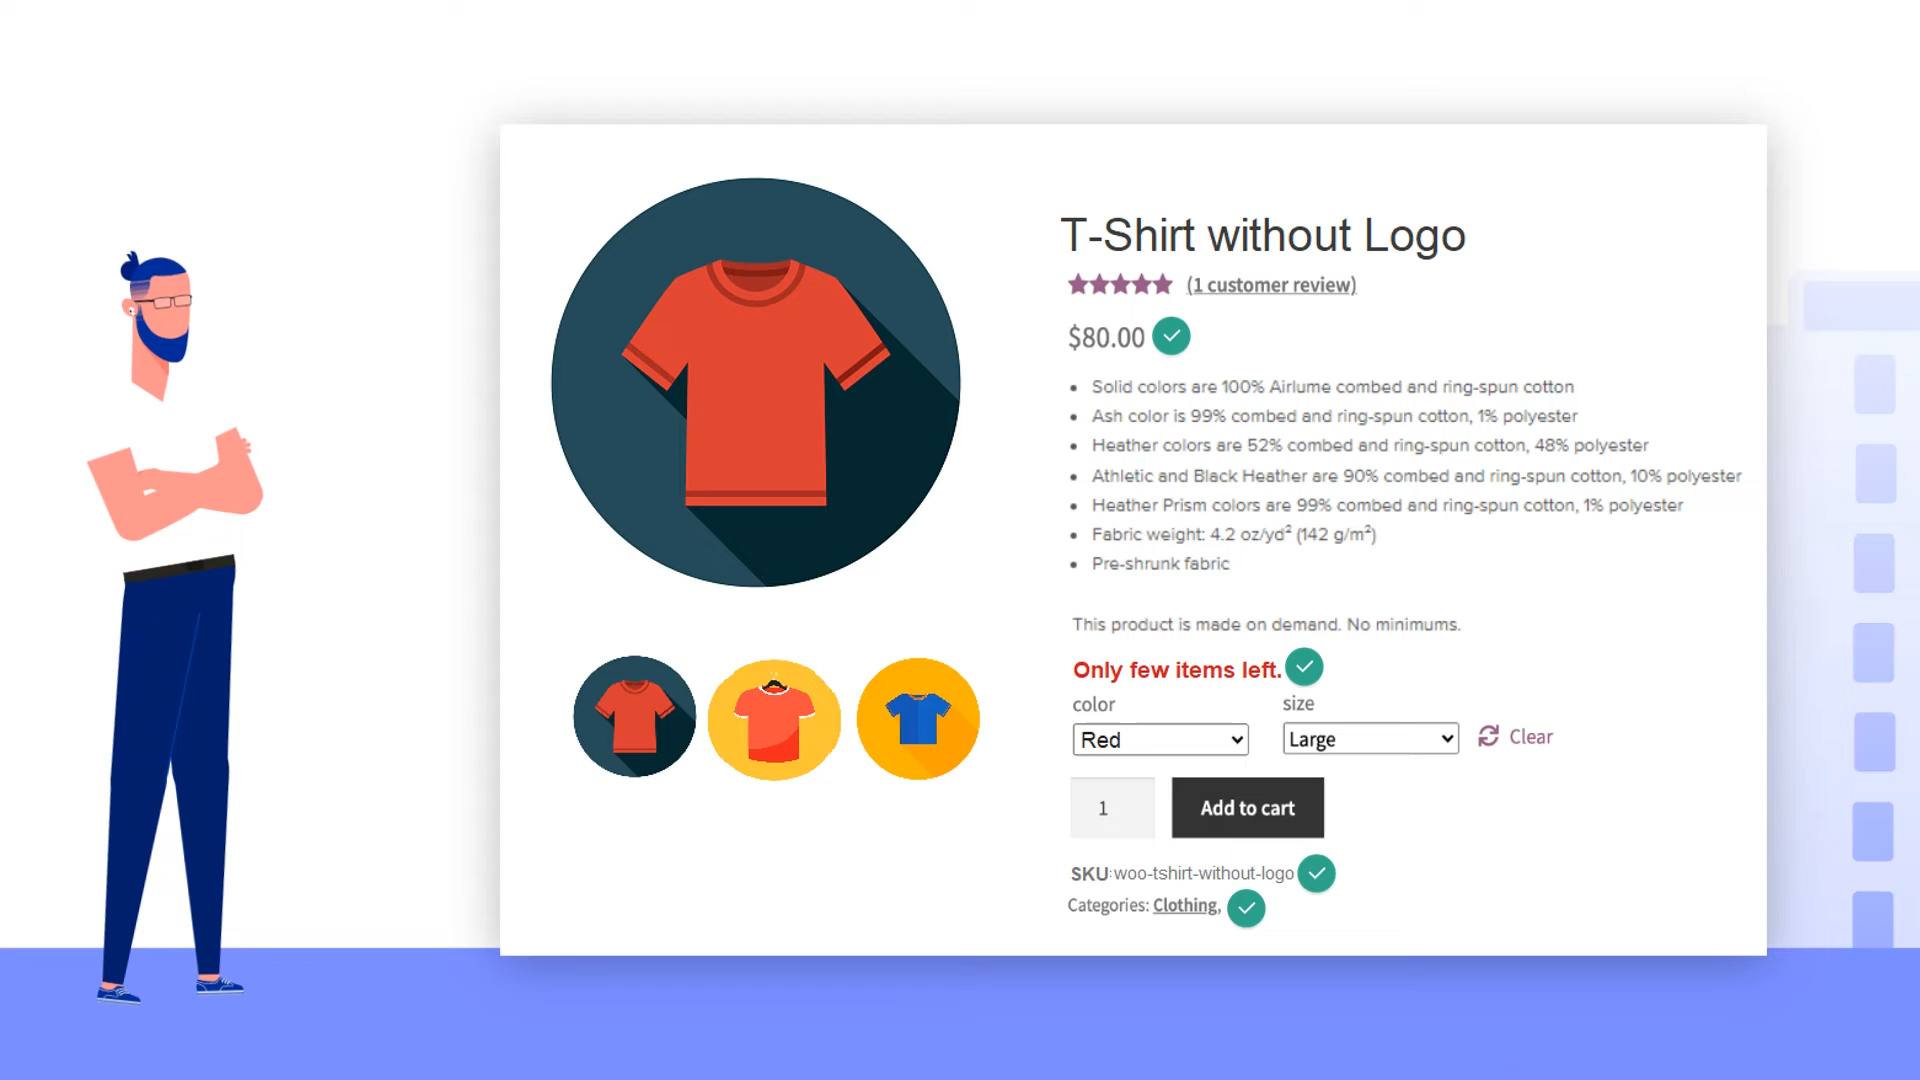 T-Shirt without Logo
(1 customer review)
$80.00
• Solid colors are 100% Airlume combed and ring-spun cotton
• Ash color is 99% combed and ring-spun cotton, 1% polyester
• Heather colors are 52% combed and ring-spun cotton, 48% polyester
• Athletic and Black Heather are 90% combed and ring-spun cotton, 10% polyester
• Heather Prism colors are 99% combed and ring-spun cotton, 1% polyester
• Fabric weight: 4.2 oz/yd² (142 g/m²)
• Pre-shrunk fabric
This product is made on demand. No minimums.
Only few items left.
color size
Red Large Clear
1 Add to cart
SKU:woo-tshirt-without-logo
Categories: Clothing,